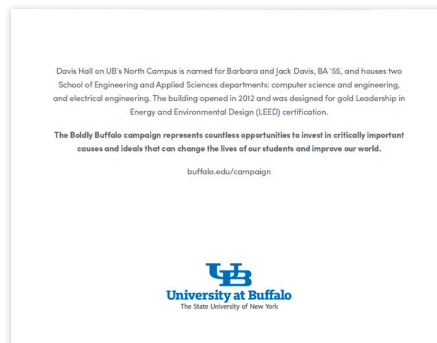 Davis Hall on UB's North Campus is named for Barbara and Jack Davis, BA '55, and houses two
School of Engineering and Applied Sciences departments: computer science and engineering,
and electrical engineering. The building opened in 2012 and was designed for gold Leadership in
Energy and Environmental Design (LEED) certification.
The Boldly Buffalo campaign represents countless opportunities to invest in critically important
causes and ideals that can change the lives of our students and improve our world.
buffalo.edu/campaign
UB
University at Buffalo
The State University of New York